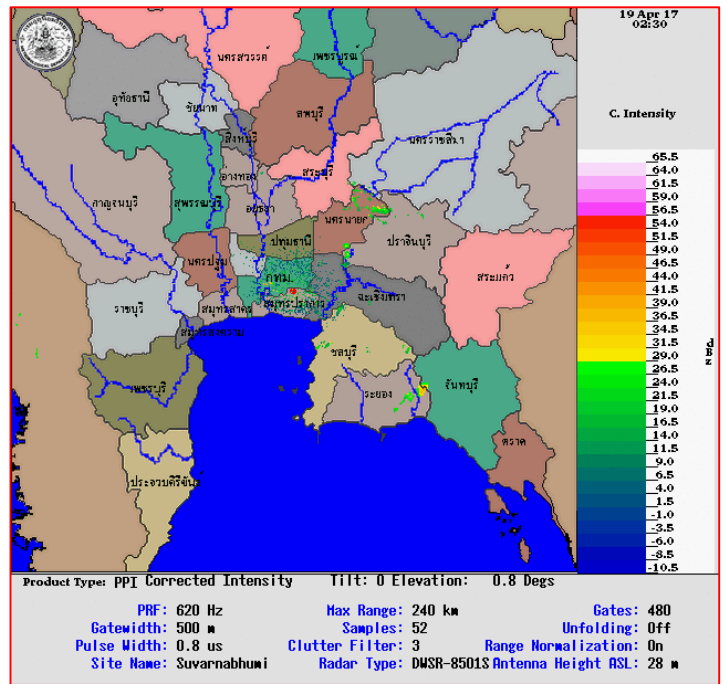 19 Apr 17
02:30
C. Intensity
65.5
64.0
61.5
59.0
56.5
54.0
51.5
49.0
46.5
44.0
41.5
39.0
36.5
34.0
31.5
29.0
26.5
24.0
21.5
19.0
16.5
14.0
11.5
9.0
6.5
4.0
1.5
-1.0
-3.5
-6.0
-8.5
-10.5
dBz
นครสวรรค์
เพชรบูรณ์
อุทัยธานี
ชัยนาท
ลพบุรี
สิงหบุรี
นครราชสีมา
อ่างทอง
สระบุรี
กาญจนบุรี
สุพรรณบุรี
อยุธยา
นครนายก
ปทุมธานี
ปราจีนบุรี
นครปฐม
กทม.
สระแก้ว
ราชบุรี
สมุทรสาคร
สมุทรปราการ
ฉะเชิงเทรา
สมุทรสงคราม
ชลบุรี
เพชรบุรี
ระยอง
จันทบุรี
ตราด
ประจวบคีรีขันธ์
Product Type: PPI Corrected Intensity Tilt: 0 Elevation: 0.8 Degs
PRF: 620 Hz Max Range: 240 km Gates: 480
Gatewidth: 500 m Samples: 52 Unfolding: Off
Pulse Width: 0.8 us Clutter Filter: 3 Range Normalization: On
Site Name: Suvarnabhumi Radar Type: DWSR-8501S Antenna Height ASL: 28 m